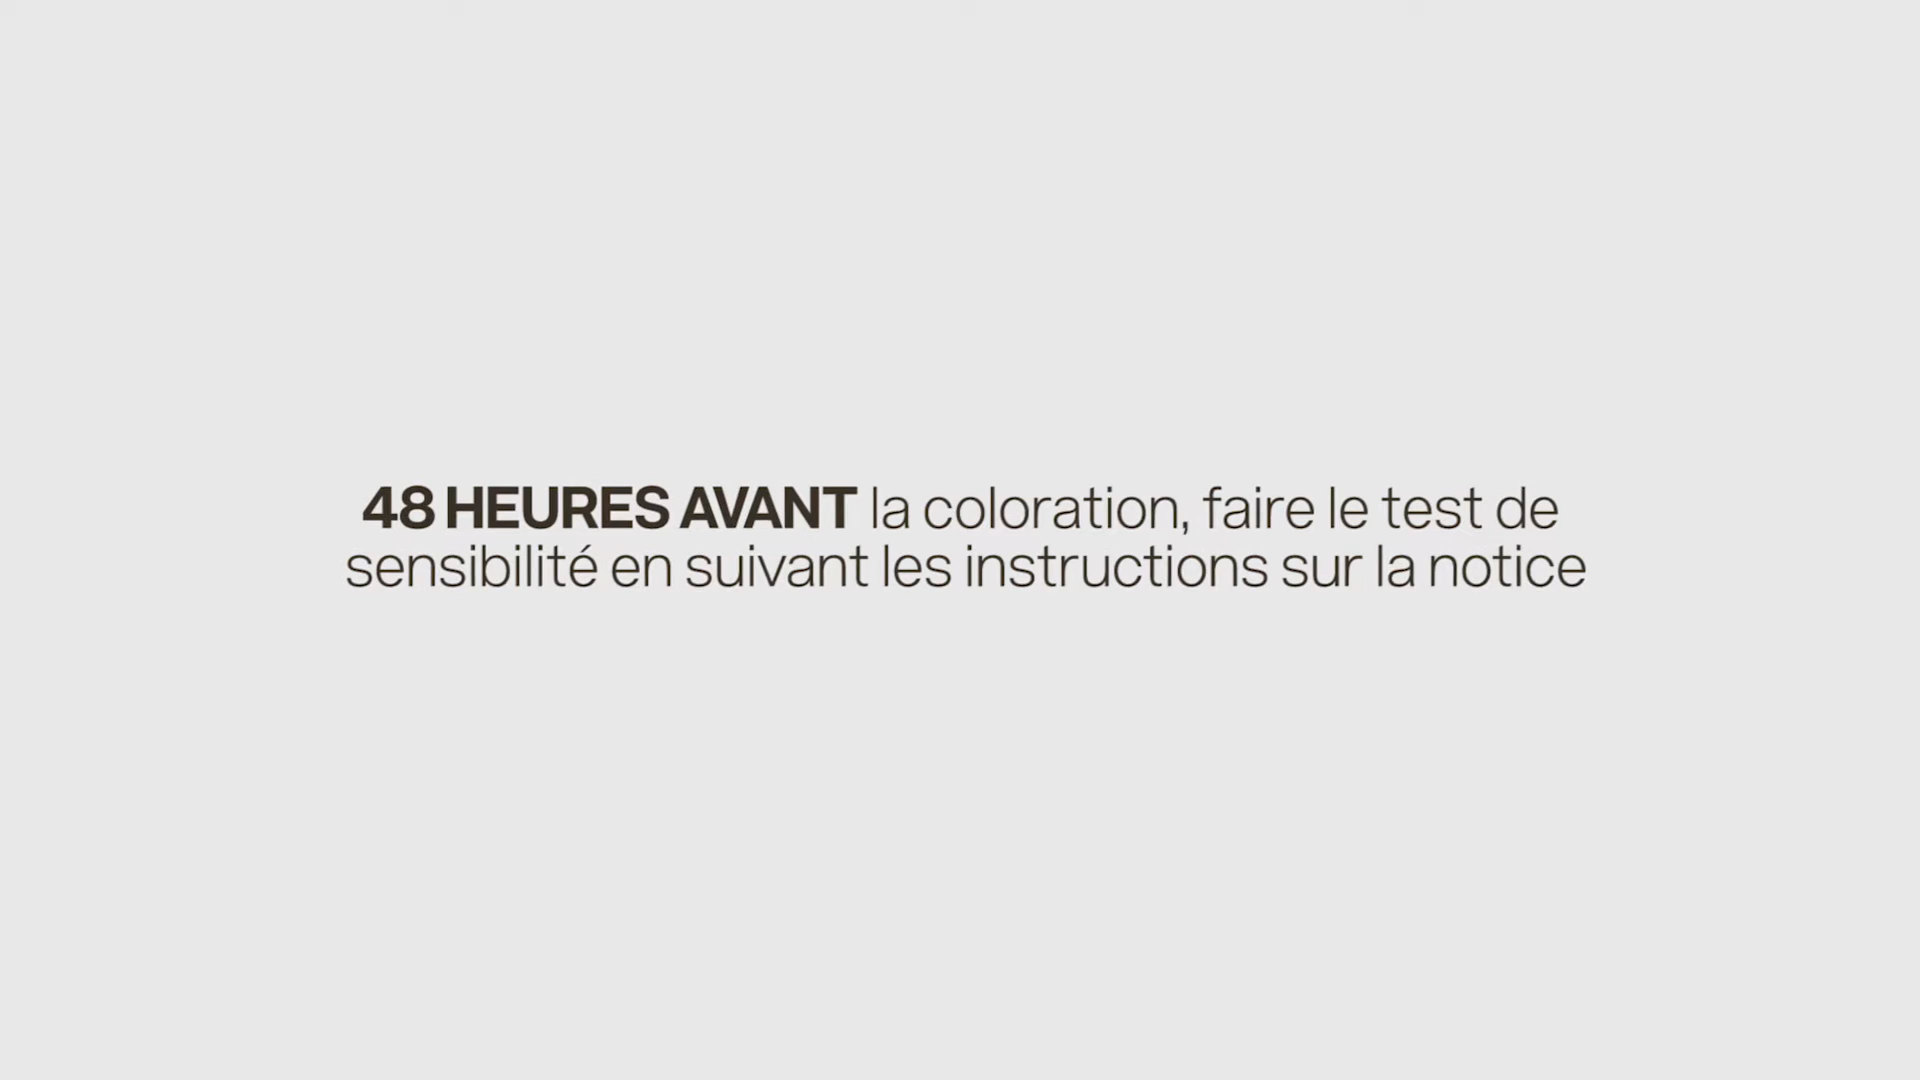 48 HEURES AVANT la coloration, faire le test de
sensibilité en suivant les instructions sur la notice